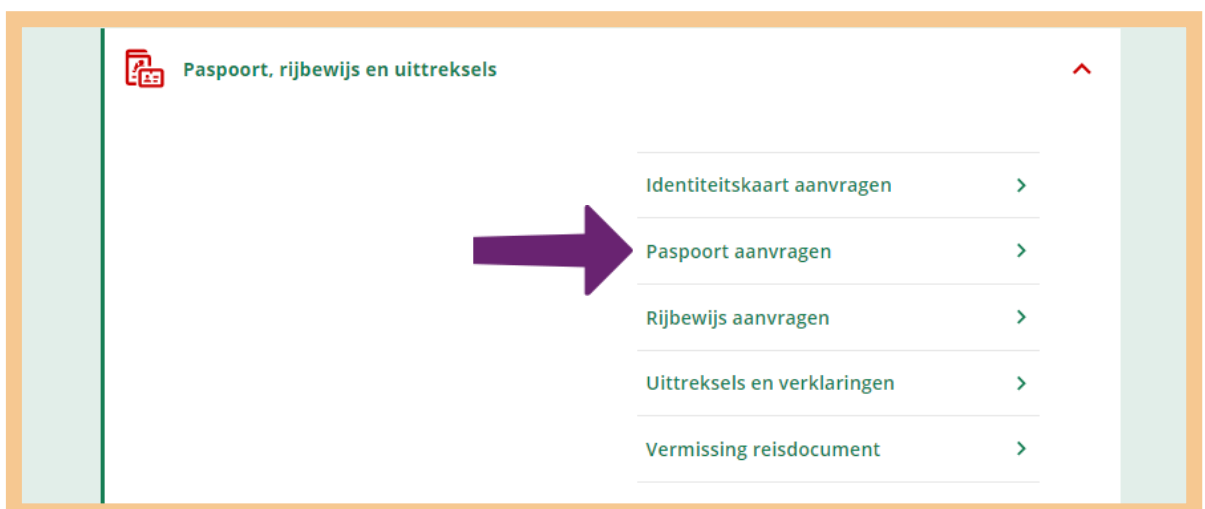 Paspoort, rijbewijs en uittreksels
Identiteitskaart aanvragen
Paspoort aanvragen
Rijbewijs aanvragen
Uittreksels en verklaringen
Vermissing reisdocument